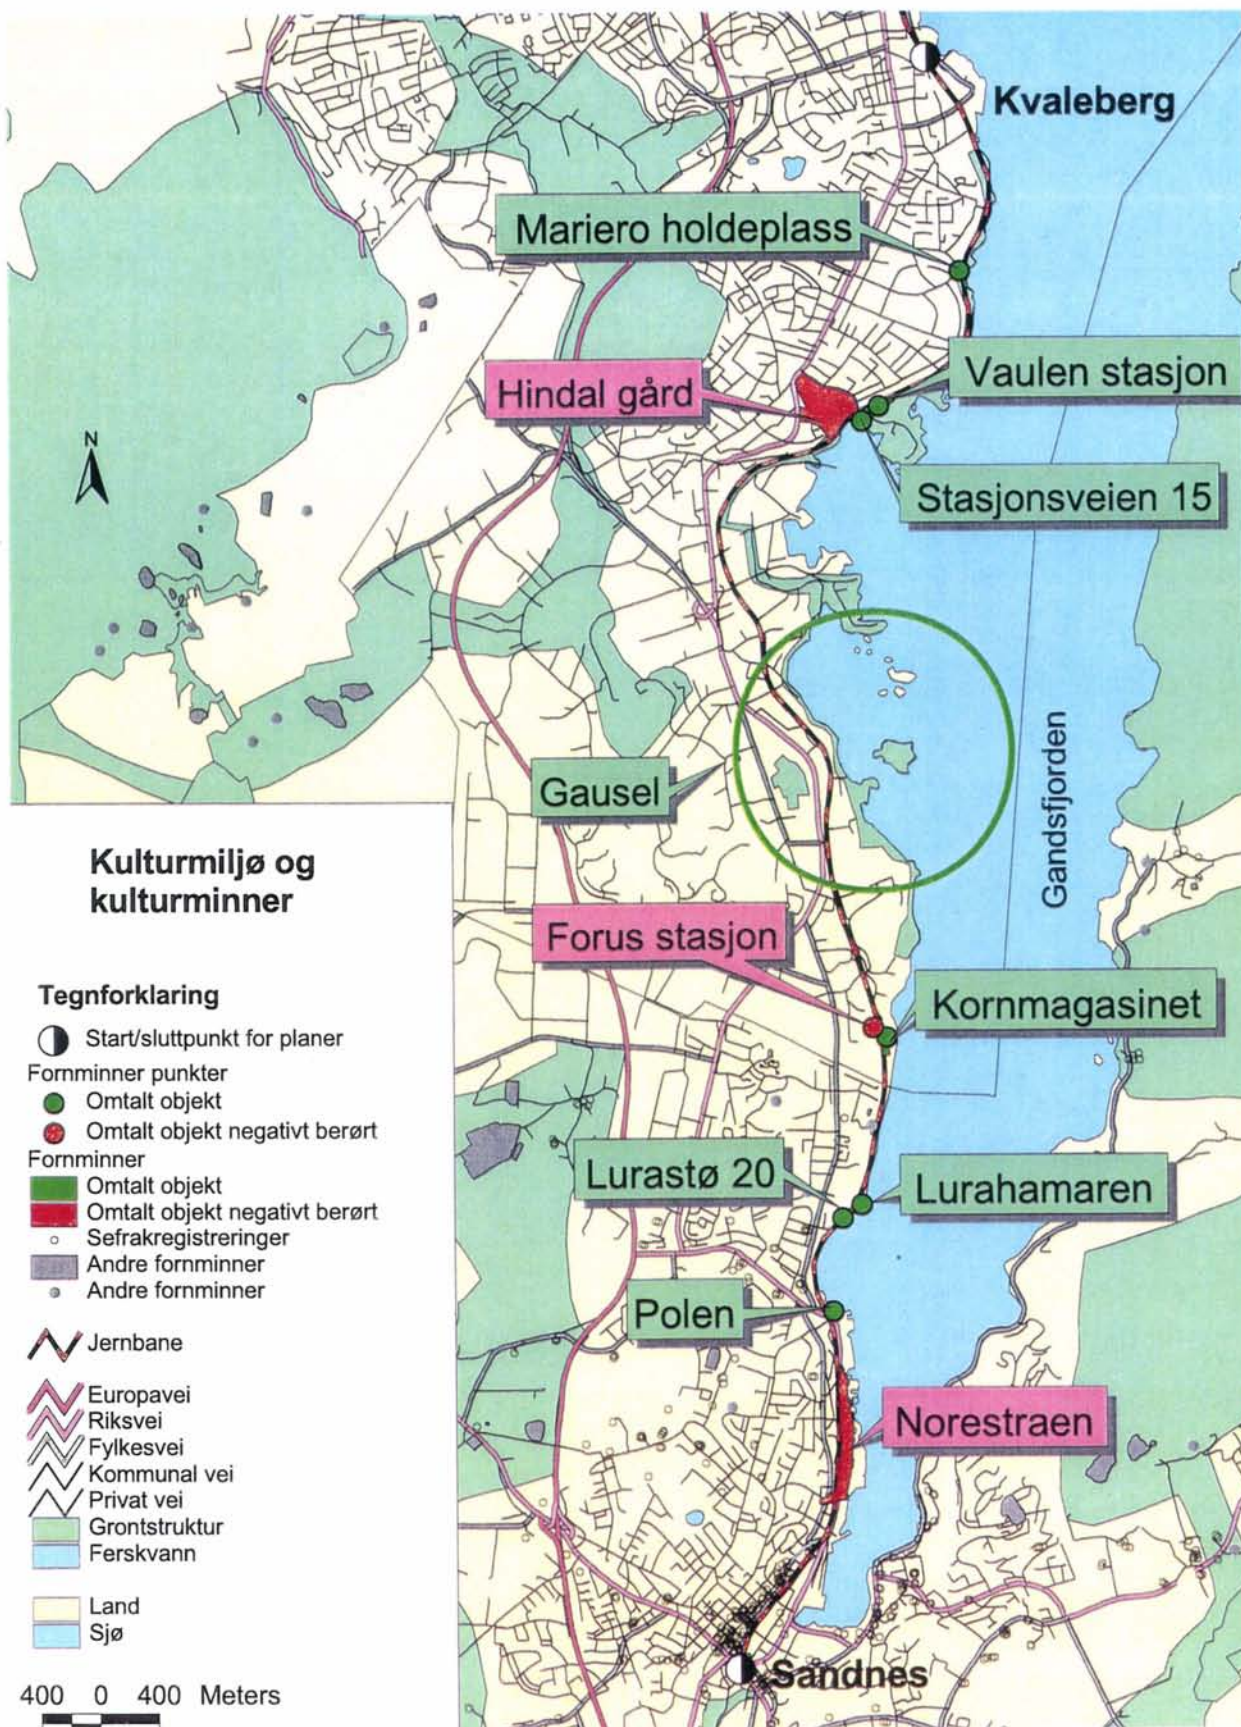 Kvaleberg
Mariero holdeplass
Vaulen stasjon
Hindal gård
N
Stasjonsveien 15
Gandsfjorden
Gausel
Forus stasjon
Kornmagasinet
Lurastø 20
Lurahamaren
Polen
Norestraen
Sandnes
Kulturmiljø og
kulturminner
Tegnforklaring
Start/sluttpunkt for planer
Fornminner punkter
Omtalt objekt
Omtalt objekt negativt berørt
Fornminner
Omtalt objekt
Omtalt objekt negativt berørt
Sefrakregistreringer
Andre fornminner
Andre fornminner
Jernbane
Europavei
Riksvei
Fylkesvei
Kommunal vei
Privat vei
Grontstruktur
Ferskvann
Land
Sjø
400 0 400 Meters